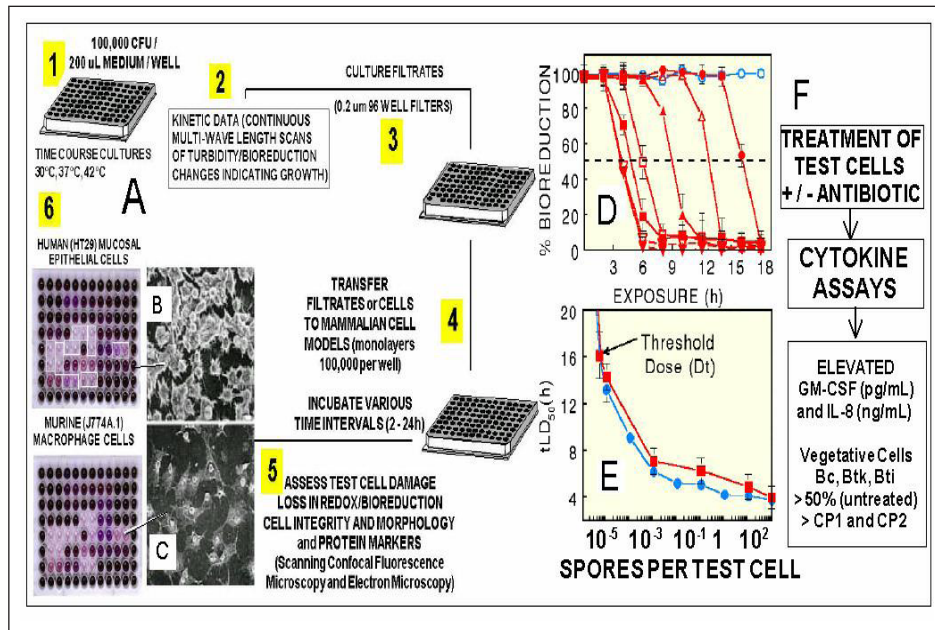 1
100,000 CFU /
200 uL MEDIUM / WELL
TIME COURSE CULTURES
30°C, 37°C, 42°C
A
2
KINETIC DATA (CONTINUOUS
MULTI-WAVE LENGTH SCANS
OF TURBIDITY/BIOREDUCTION
CHANGES INDICATING GROWTH)
CULTURE FILTRATES
(0.2 um 96 WELL FILTERS)
3
TRANSFER
FILTRATES or CELLS
TO MAMMALIAN CELL
MODELS (monolayers
100,000 per well)
4
INCUBATE VARIOUS
TIME INTERVALS (2 - 24h)
5
ASSESS TEST CELL DAMAGE
LOSS IN REDOX/BIOREDUCTION
CELL INTEGRITY AND MORPHOLOGY
and PROTEIN MARKERS
(Scanning Confocal Fluorescence
Microscopy and Electron Microscopy)
6
HUMAN (HT29) MUCOSAL
EPITHELIAL CELLS
B
MURINE (J774A.1)
MACROPHAGE CELLS
C
% BIOREDUCTION
100
80
60
40
20
0
D
3 6 9 12 15 18
EXPOSURE (h)
tLD50 (h)
20
16
12
8
4
Threshold
Dose (Dt)
E
10-5 10-3 10-1 1 102
SPORES PER TEST CELL
F
TREATMENT OF
TEST CELLS
+ / - ANTIBIOTIC
CYTOKINE
ASSAYS
ELEVATED
GM-CSF (pg/mL)
and IL-8 (ng/mL)
Vegetative Cells
Bc, Btk, Bti
>50% (untreated)
> CP1 and CP2